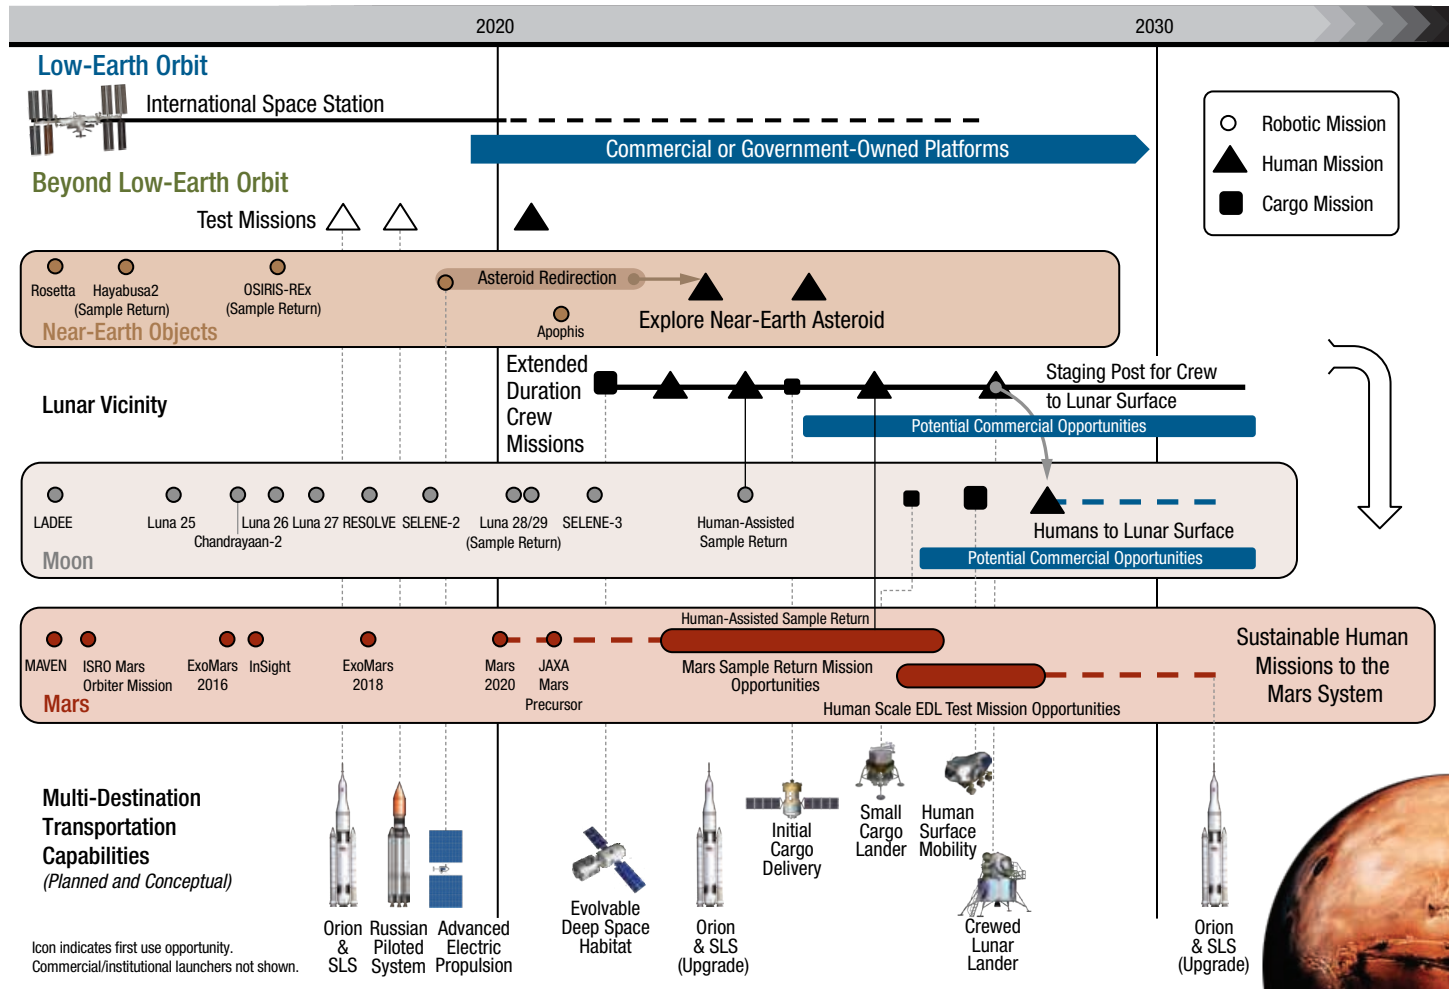 2020
2030
Low-Earth Orbit
International Space Station
Commercial or Government-Owned Platforms
Robotic Mission
Human Mission
Cargo Mission
Beyond Low-Earth Orbit
Test Missions
Rosetta
Hayabusa2
(Sample Return)
OSIRIS-REx
(Sample Return)
Asteroid Redirection
Apophis
Explore Near-Earth Asteroid
Near-Earth Objects
Lunar Vicinity
Extended
Duration
Crew
Missions
Staging Post for Crew
to Lunar Surface
Potential Commercial Opportunities
LADEE
Luna 25
Chandrayaan-2
Luna 26
Luna 27
RESOLVE
SELENE-2
Luna 28/29
(Sample Return)
SELENE-3
Human-Assisted
Sample Return
Humans to Lunar Surface
Potential Commercial Opportunities
Moon
Human-Assisted Sample Return
MAVEN
ISRO Mars
Orbiter Mission
ExoMars
2016
InSight
ExoMars
2018
Mars
2020
JAXA
Mars
Precursor
Mars Sample Return Mission
Opportunities
Human Scale EDL Test Mission Opportunities
Sustainable Human
Missions to the
Mars System
Mars
Multi-Destination
Transportation
Capabilities
(Planned and Conceptual)
Icon indicates first use opportunity.
Commercial/institutional launchers not shown.
Orion
&
SLS
Russian
Piloted
System
Advanced
Electric
Propulsion
Evolvable
Deep Space
Habitat
Orion
& SLS
(Upgrade)
Initial
Cargo
Delivery
Small
Cargo
Lander
Human
Surface
Mobility
Crewed
Lunar
Lander
Orion
& SLS
(Upgrade)